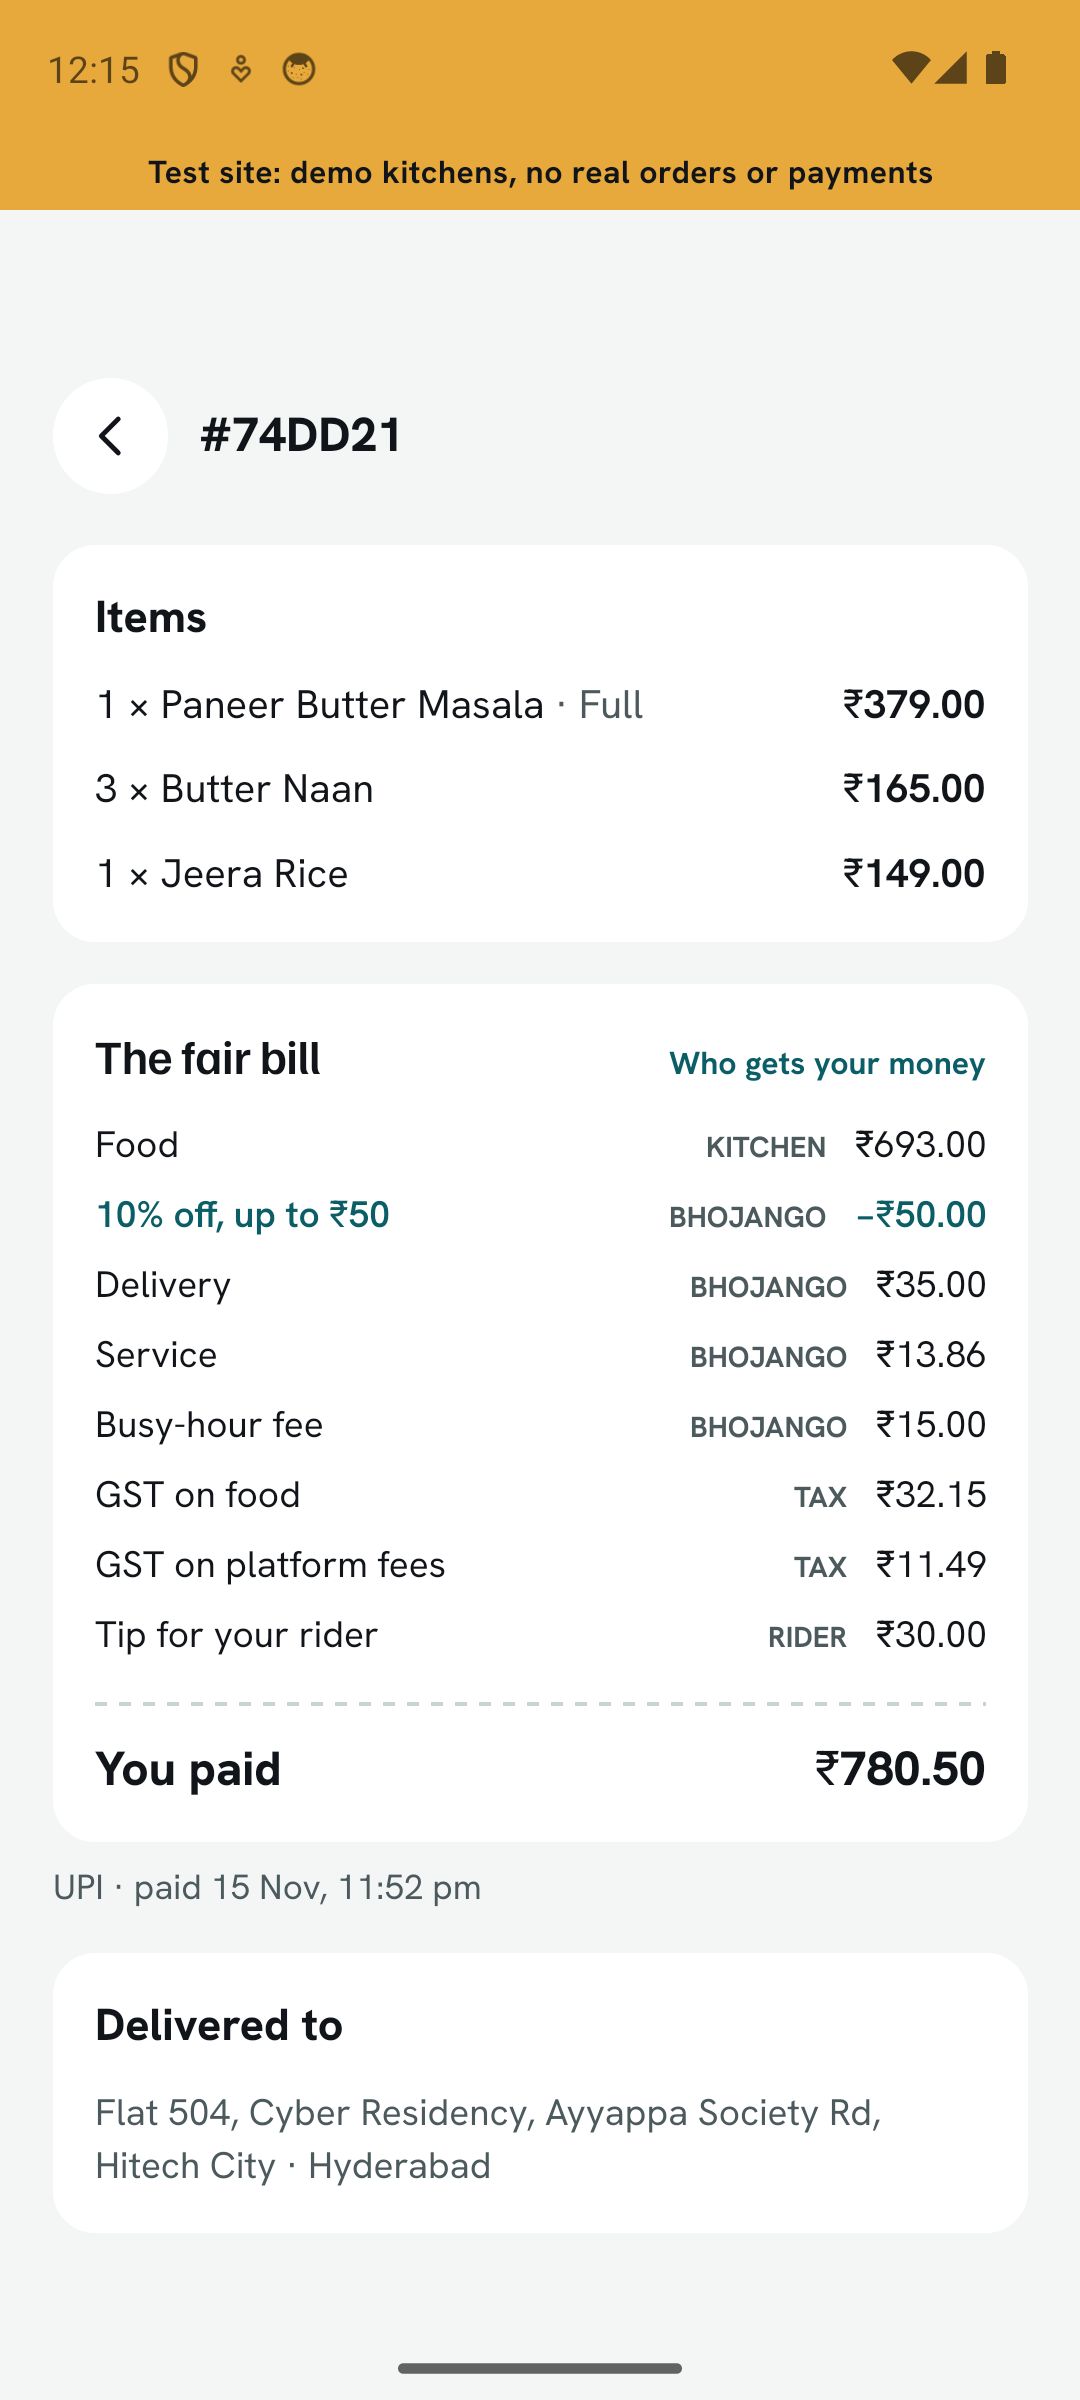 12:15
Test site: demo kitchens, no real orders or payments
#74DD21
Items
1 × Paneer Butter Masala · Full ₹379.00
3 × Butter Naan ₹165.00
1 × Jeera Rice ₹149.00
The fair bill Who gets your money
Food KITCHEN ₹693.00
10% off, up to ₹50 BHOJANGO −₹50.00
Delivery BHOJANGO ₹35.00
Service BHOJANGO ₹13.86
Busy-hour fee BHOJANGO ₹15.00
GST on food TAX ₹32.15
GST on platform fees TAX ₹11.49
Tip for your rider RIDER ₹30.00
You paid ₹780.50
UPI · paid 15 Nov, 11:52 pm
Delivered to
Flat 504, Cyber Residency, Ayyappa Society Rd,
Hitech City · Hyderabad